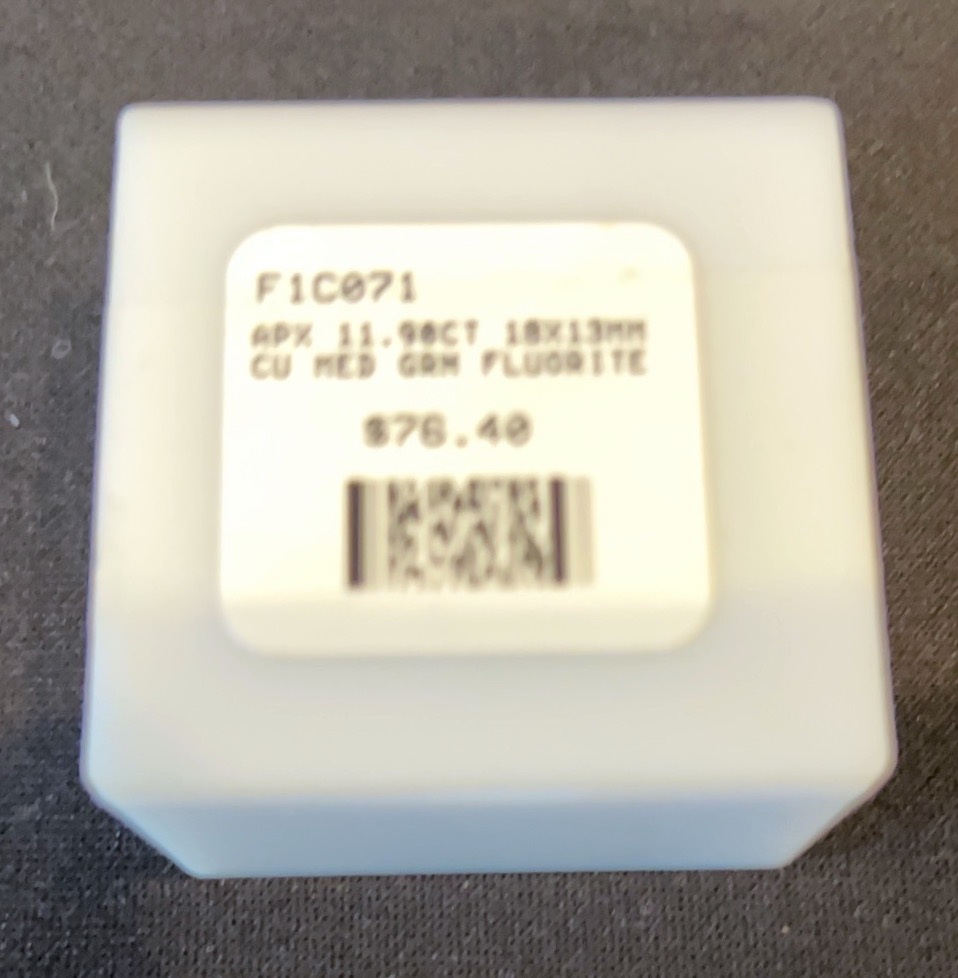 F1C071
APX 11.90CT 18X13MM
CU MED GRN FLUORITE
$76.40